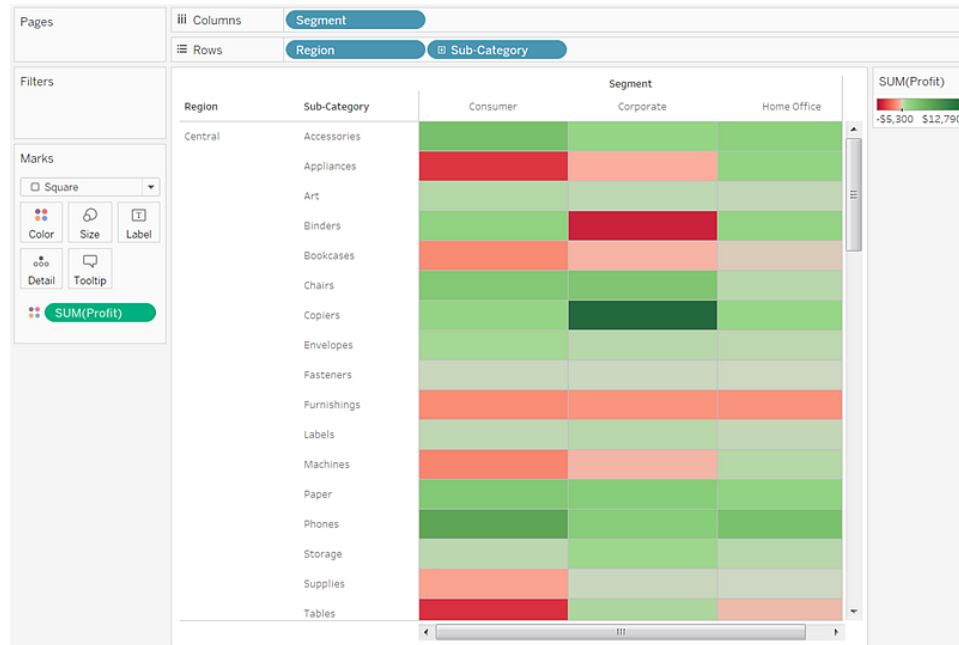 Pages
Columns
Segment
Rows
Region
Sub-Category
Filters
Marks
Square
Color
Size
Label
Detail
Tooltip
SUM(Profit)
Segment
Region Sub-Category Consumer Corporate Home Office
Central Accessories
Appliances
Art
Binders
Bookcases
Chairs
Copiers
Envelopes
Fasteners
Furnishings
Labels
Machines
Paper
Phones
Storage
Supplies
Tables
SUM(Profit)
-$5,300 $12,790